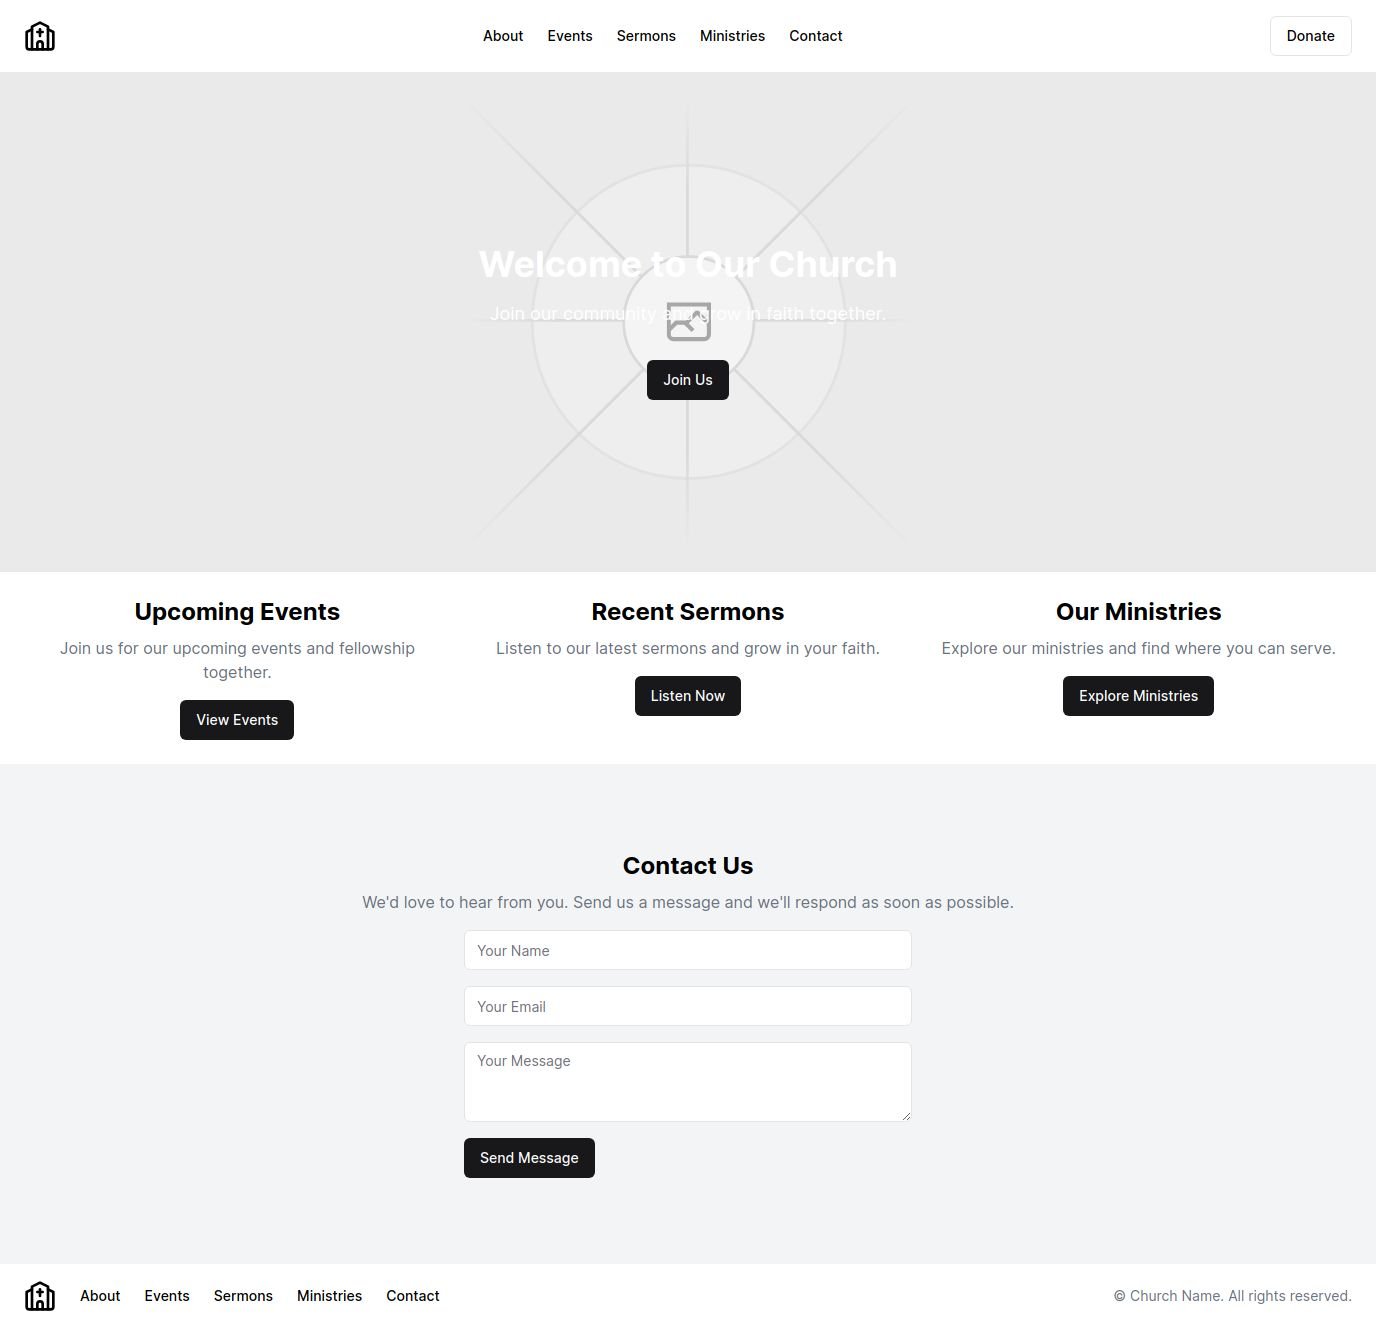 About Events Sermons Ministries Contact Donate
Welcome to Our Church
Join our community and grow in faith together.
Join Us
Upcoming Events
Join us for our upcoming events and fellowship
together.
View Events
Recent Sermons
Listen to our latest sermons and grow in your faith.
Listen Now
Our Ministries
Explore our ministries and find where you can serve.
Explore Ministries
Contact Us
We'd love to hear from you. Send us a message and we'll respond as soon as possible.
Your Name
Your Email
Your Message
Send Message
About Events Sermons Ministries Contact © Church Name. All rights reserved.